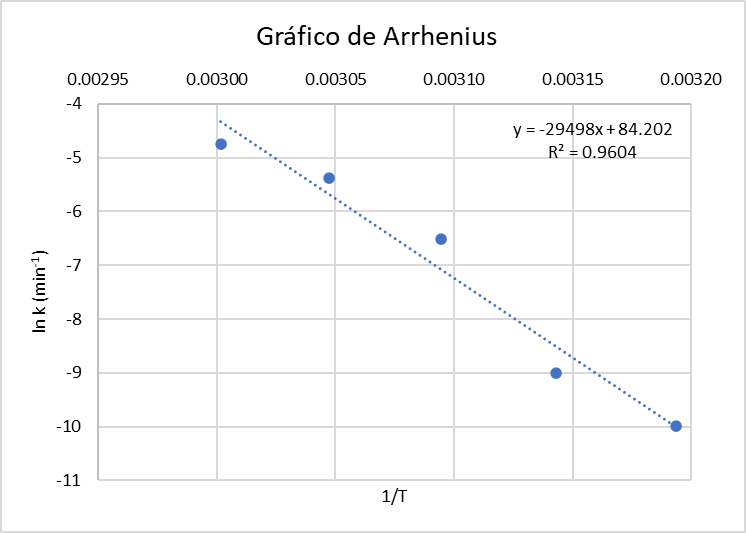 Gráfico de Arrhenius
0.00295 0.00300 0.00305 0.00310 0.00315 0.00320
-4
y = -29498x + 84.202
R² = 0.9604
-5
-6
-7
-8
-9
-10
-11
ln k (min⁻¹)
1/T